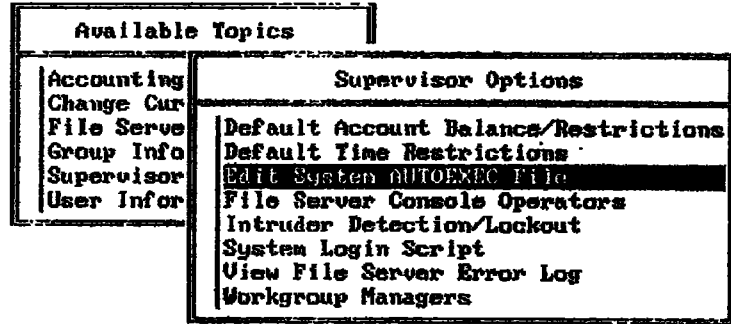 Available Topics
Accounting
Change Cur
File Serve
Group Info
Supervisor
User Infor
Supervisor Options
Default Account Balance/Restrictions
Default Time Restrictions
Edit System AUTOEXEC File
File Server Console Operators
Intruder Detection/Lockout
System Login Script
View File Server Error Log
Workgroup Managers